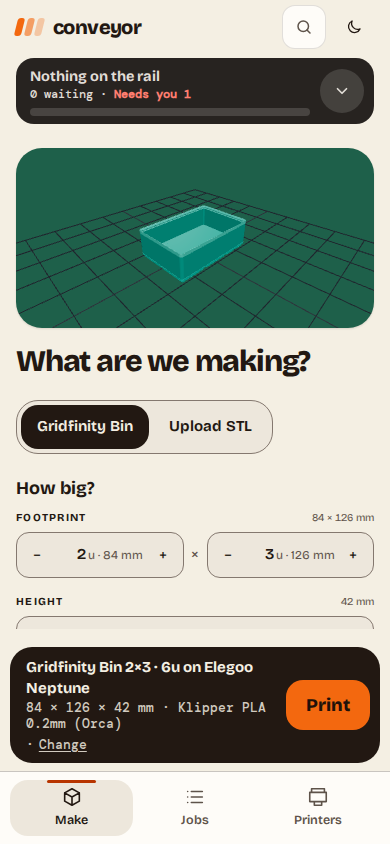 conveyor
Nothing on the rail
0 waiting · Needs you 1
What are we making?
Gridfinity Bin
Upload STL
How big?
FOOTPRINT
84 × 126 mm
− 2 u · 84 mm +
×
− 3 u · 126 mm +
HEIGHT
42 mm
Gridfinity Bin 2×3 · 6u on Elegoo
Neptune
84 × 126 × 42 mm · Klipper PLA
0.2mm (Orca)
· Change
Print
Make
Jobs
Printers